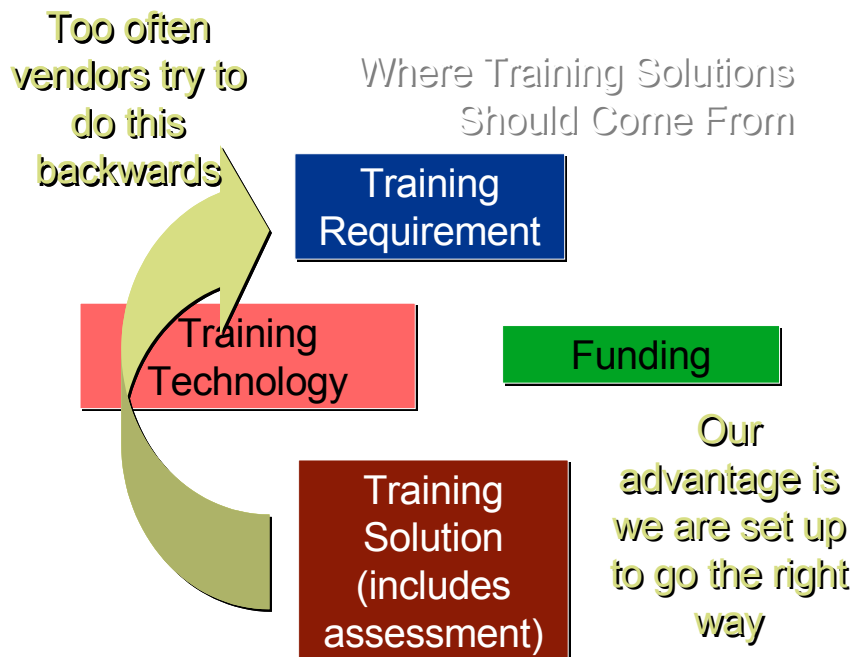 Too often
vendors try to
do this
backwards
Where Training Solutions
Should Come From
Training
Requirement
Training
Technology
Funding
Training
Solution
(includes
assessment)
Our
advantage is
we are set up
to go the right
way